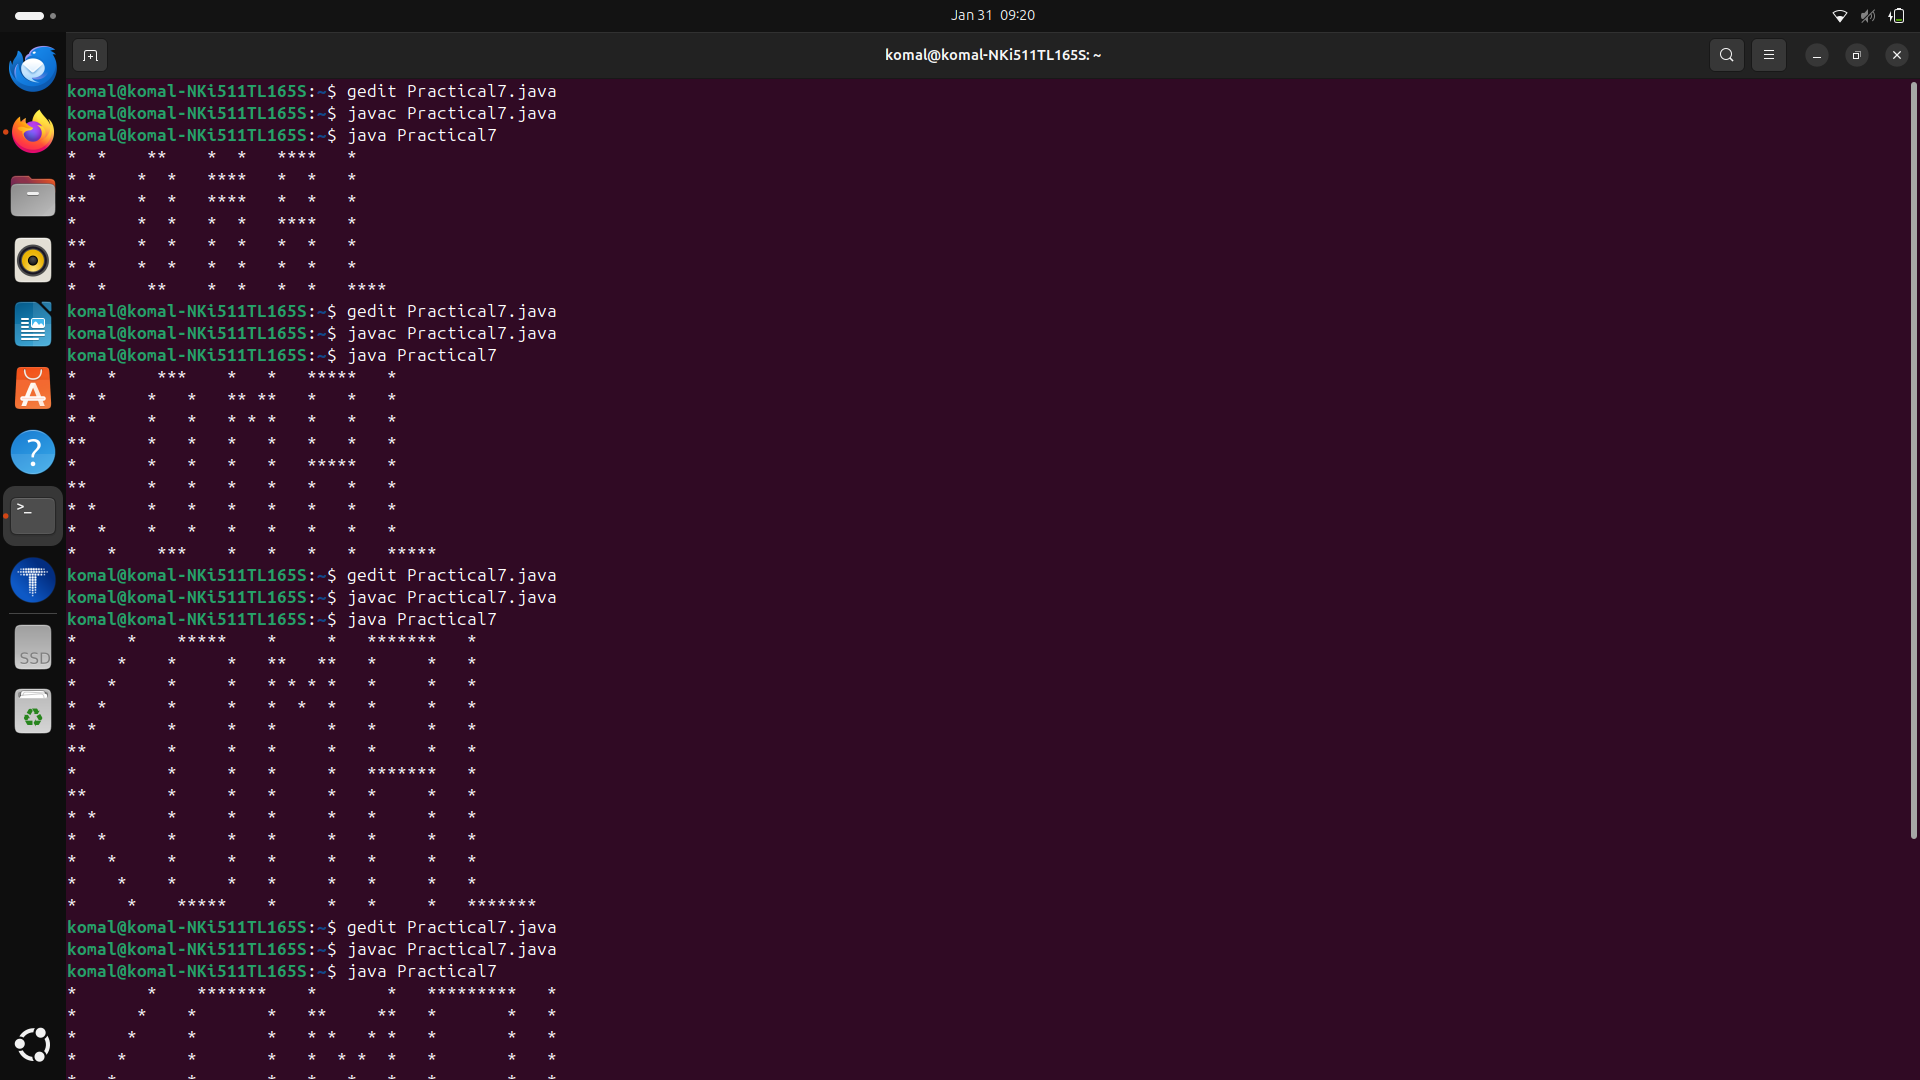 Jan 31 09:20
komal@komal-NKi511TL165S: ~
komal@komal-NKi511TL165S:~$ gedit Practical7.java
komal@komal-NKi511TL165S:~$ javac Practical7.java
komal@komal-NKi511TL165S:~$ java Practical7
*  *    **    *  *   ****   *
* *    *  *   ****   *  *   *
**     *  *   ****   *  *   *
*      *  *   *  *   ****   *
**     *  *   *  *   *  *   *
* *    *  *   *  *   *  *   *
*  *    **    *  *   *  *   ****
komal@komal-NKi511TL165S:~$ gedit Practical7.java
komal@komal-NKi511TL165S:~$ javac Practical7.java
komal@komal-NKi511TL165S:~$ java Practical7
*   *    ***    *   *   *****   *
*  *    *   *   ** **   *   *   *
* *     *   *   * * *   *   *   *
**      *   *   *   *   *   *   *
*       *   *   *   *   *****   *
**      *   *   *   *   *   *   *
* *     *   *   *   *   *   *   *
*  *    *   *   *   *   *   *   *
*   *    ***    *   *   *   *   *****
komal@komal-NKi511TL165S:~$ gedit Practical7.java
komal@komal-NKi511TL165S:~$ javac Practical7.java
komal@komal-NKi511TL165S:~$ java Practical7
*     *    *****    *     *   *******   *
*    *    *     *   **   **   *     *   *
*   *     *     *   * * * *   *     *   *
*  *      *     *   *  *  *   *     *   *
* *       *     *   *     *   *     *   *
**        *     *   *     *   *     *   *
*         *     *   *     *   *******   *
**        *     *   *     *   *     *   *
* *       *     *   *     *   *     *   *
*  *      *     *   *     *   *     *   *
*   *     *     *   *     *   *     *   *
*    *    *     *   *     *   *     *   *
*     *    *****    *     *   *     *   *******
komal@komal-NKi511TL165S:~$ gedit Practical7.java
komal@komal-NKi511TL165S:~$ javac Practical7.java
komal@komal-NKi511TL165S:~$ java Practical7
*       *    *******    *       *   *********   *
*      *    *       *   **     **   *       *   *
*     *     *       *   * *   * *   *       *   *
*    *      *       *   *  * *  *   *       *   *
*   *       *       *   *   *   *   *       *   *
SSD